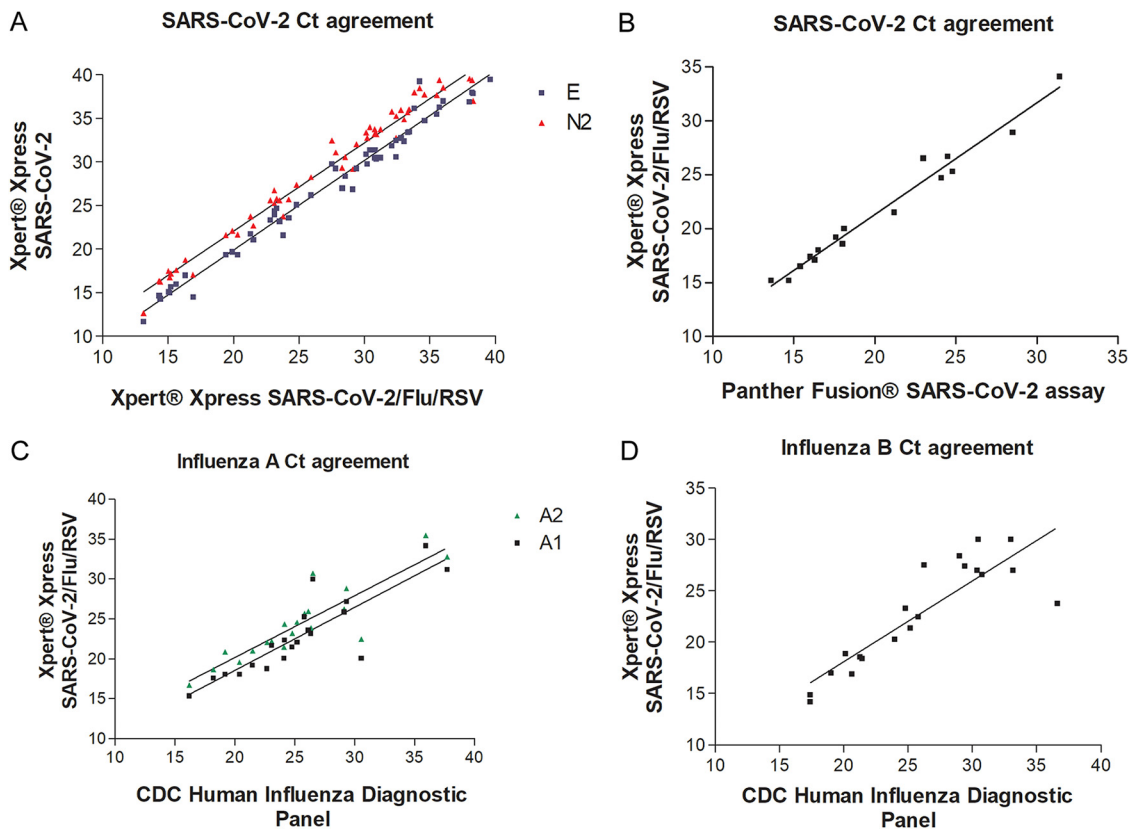 A
SARS-CoV-2 Ct agreement
40
35
30
25
20
15
10
10 15 20 25 30 35 40
Xpert® Xpress
SARS-CoV-2
Xpert® Xpress SARS-CoV-2/Flu/RSV
E
N2
B
SARS-CoV-2 Ct agreement
35
30
25
20
15
10
10 15 20 25 30 35
Xpert® Xpress
SARS-CoV-2/Flu/RSV
Panther Fusion® SARS-CoV-2 assay
C
Influenza A Ct agreement
40
35
30
25
20
15
10
10 15 20 25 30 35 40
Xpert® Xpress
SARS-CoV-2/Flu/RSV
CDC Human Influenza Diagnostic
Panel
A2
A1
D
Influenza B Ct agreement
35
30
25
20
15
10
10 15 20 25 30 35 40
Xpert® Xpress
SARS-CoV-2/Flu/RSV
CDC Human Influenza Diagnostic
Panel